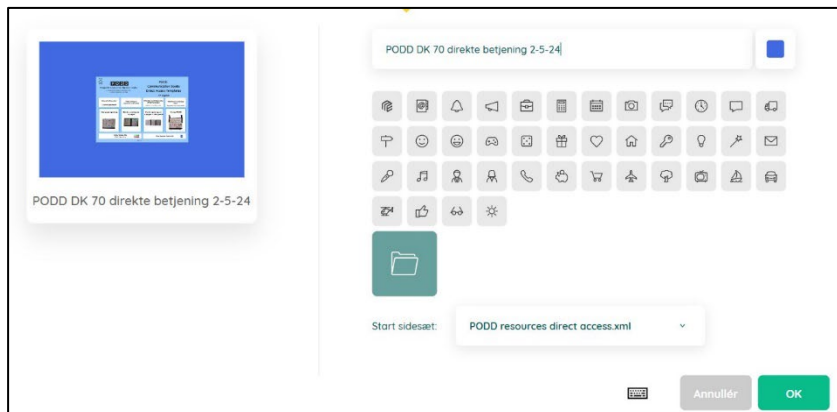 PODD DK 70 direkte betjening 2-5-24
PODD DK 70 direkte betjening 2-5-24
Start sidesæt:
PODD resources direct access.xml
Annullér
OK